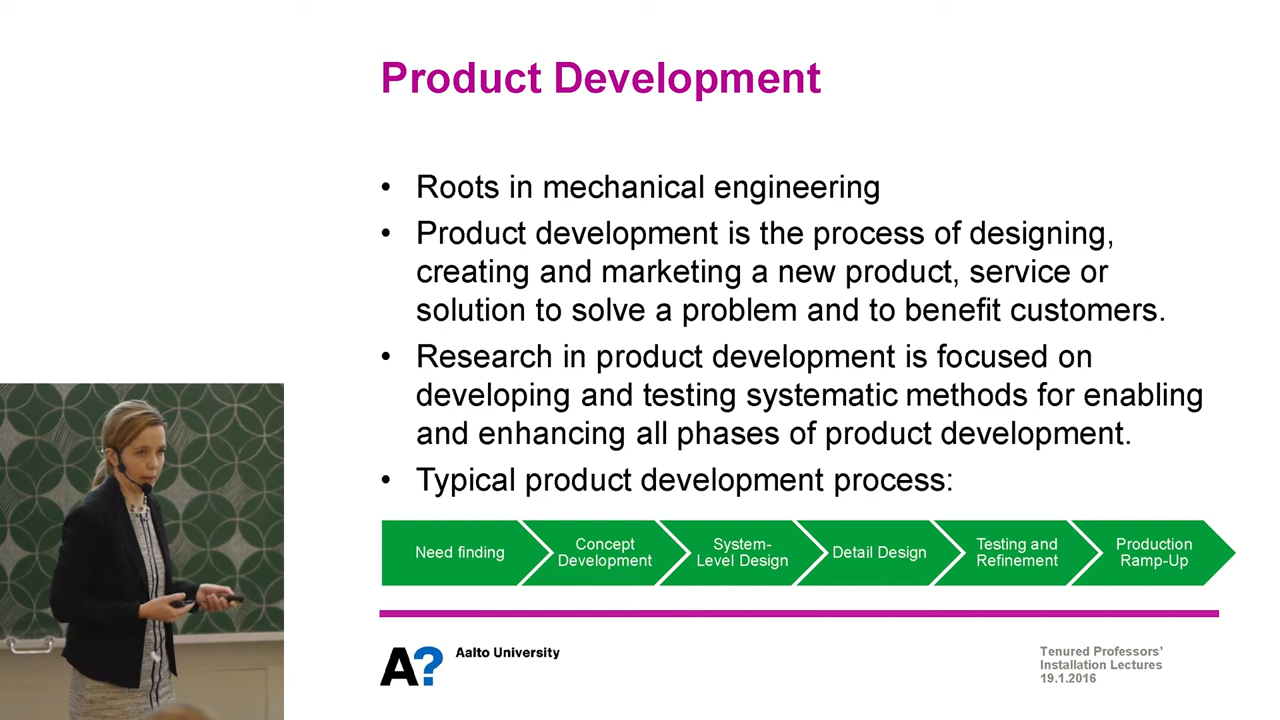 Product Development
• Roots in mechanical engineering
• Product development is the process of designing,
creating and marketing a new product, service or
solution to solve a problem and to benefit customers.
• Research in product development is focused on
developing and testing systematic methods for enabling
and enhancing all phases of product development.
• Typical product development process:
Need finding
Concept
Development
System-
Level Design
Detail Design
Testing and
Refinement
Production
Ramp-Up
A?
Aalto University
Tenured Professors'
Installation Lectures
19.1.2016